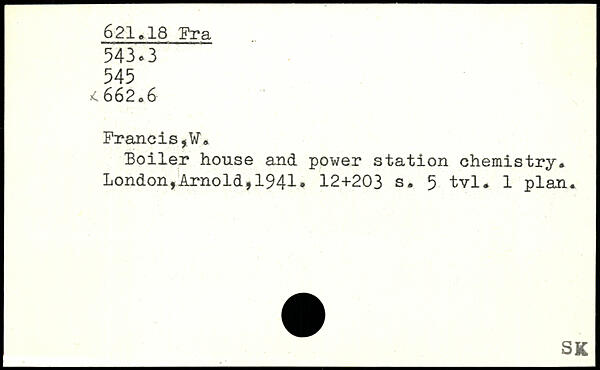 621.18 Fra
543.3
545
x 662.6
Francis,W.
Boiler house and power station chemistry.
London,Arnold,1941. 12+203 s. 5 tvl. 1 plan.
SK